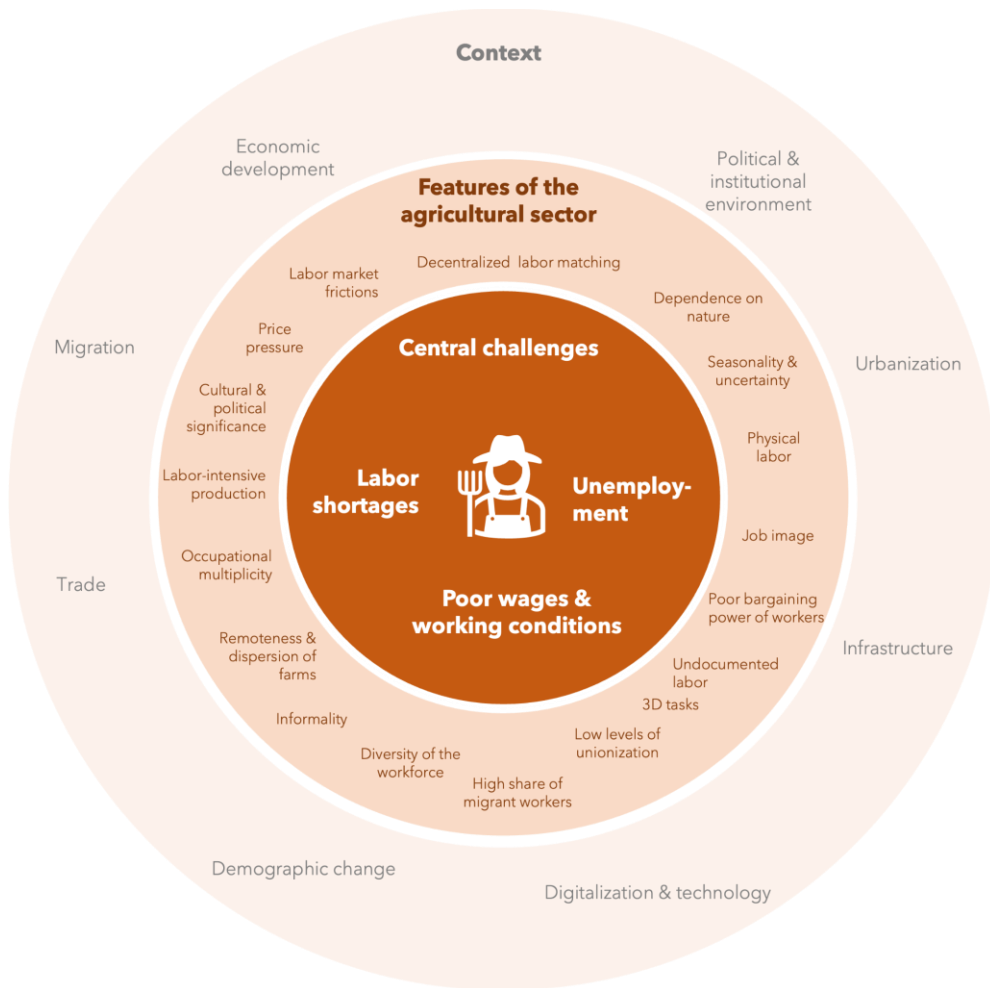 Context
Economic
development
Political &
institutional
environment
Migration
Urbanization
Trade
Infrastructure
Demographic change
Digitalization & technology
Features of the
agricultural sector
Decentralized labor matching
Labor market
frictions
Dependence on
nature
Price
pressure
Seasonality &
uncertainty
Cultural &
political
significance
Physical
labor
Labor-intensive
production
Job image
Occupational
multiplicity
Poor bargaining
power of workers
Remoteness &
dispersion of
farms
Undocumented
labor
3D tasks
Informality
Low levels of
unionization
Diversity of the
workforce
High share of
migrant workers
Central challenges
Labor
shortages
Unemploy-
ment
Poor wages &
working conditions